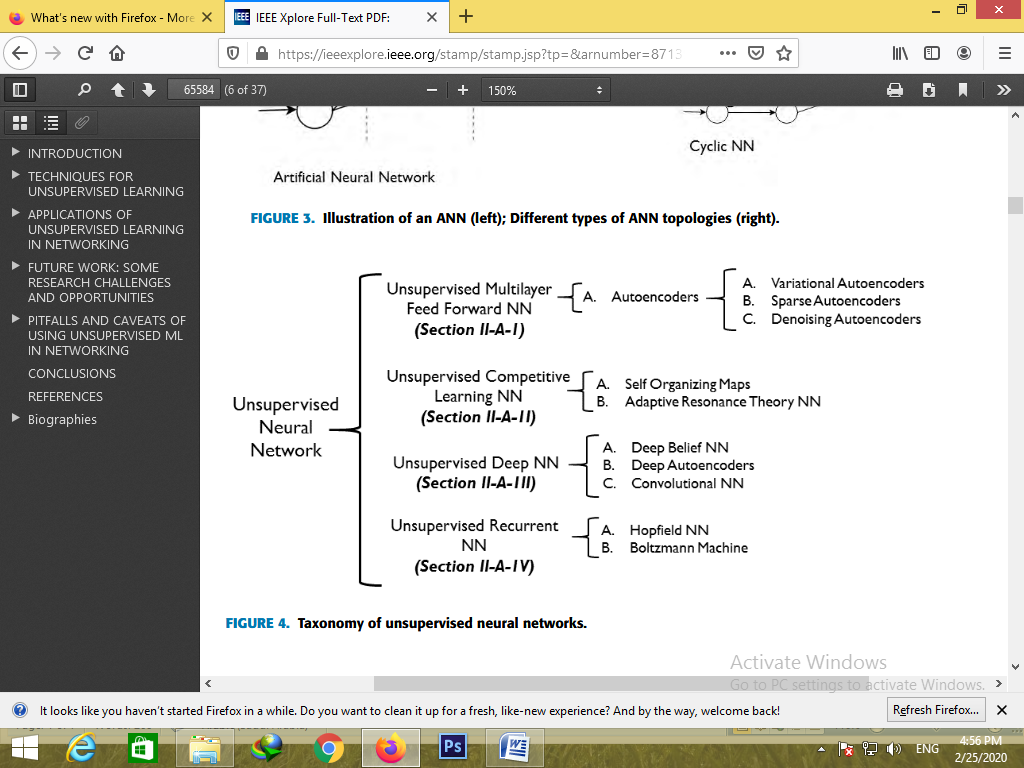 What's new with Firefox - More
IEEE IEEE Xplore Full-Text PDF:
https://ieeexplore.ieee.org/stamp/stamp.jsp?tp=&arnumber=8713
65584 (6 of 37)
150%
INTRODUCTION
TECHNIQUES FOR
UNSUPERVISED LEARNING
APPLICATIONS OF
UNSUPERVISED LEARNING
IN NETWORKING
FUTURE WORK: SOME
RESEARCH CHALLENGES
AND OPPORTUNITIES
PITFALLS AND CAVEATS OF
USING UNSUPERVISED ML
IN NETWORKING
CONCLUSIONS
REFERENCES
Biographies
Cyclic NN
Artificial Neural Network
FIGURE 3. Illustration of an ANN (left); Different types of ANN topologies (right).
Unsupervised
Neural
Network
Unsupervised Multilayer
Feed Forward NN
(Section II-A-I)
A. Autoencoders
A. Variational Autoencoders
B. Sparse Autoencoders
C. Denoising Autoencoders
Unsupervised Competitive
Learning NN
(Section II-A-II)
A. Self Organizing Maps
B. Adaptive Resonance Theory NN
Unsupervised Deep NN
(Section II-A-III)
A. Deep Belief NN
B. Deep Autoencoders
C. Convolutional NN
Unsupervised Recurrent
NN
(Section II-A-IV)
A. Hopfield NN
B. Boltzmann Machine
FIGURE 4. Taxonomy of unsupervised neural networks.
Activate Windows
Go to PC settings to activate Windows.
It looks like you haven't started Firefox in a while. Do you want to clean it up for a fresh, like-new experience? And by the way, welcome back!
Refresh Firefox...
Ps
ENG
4:56 PM
2/25/2020